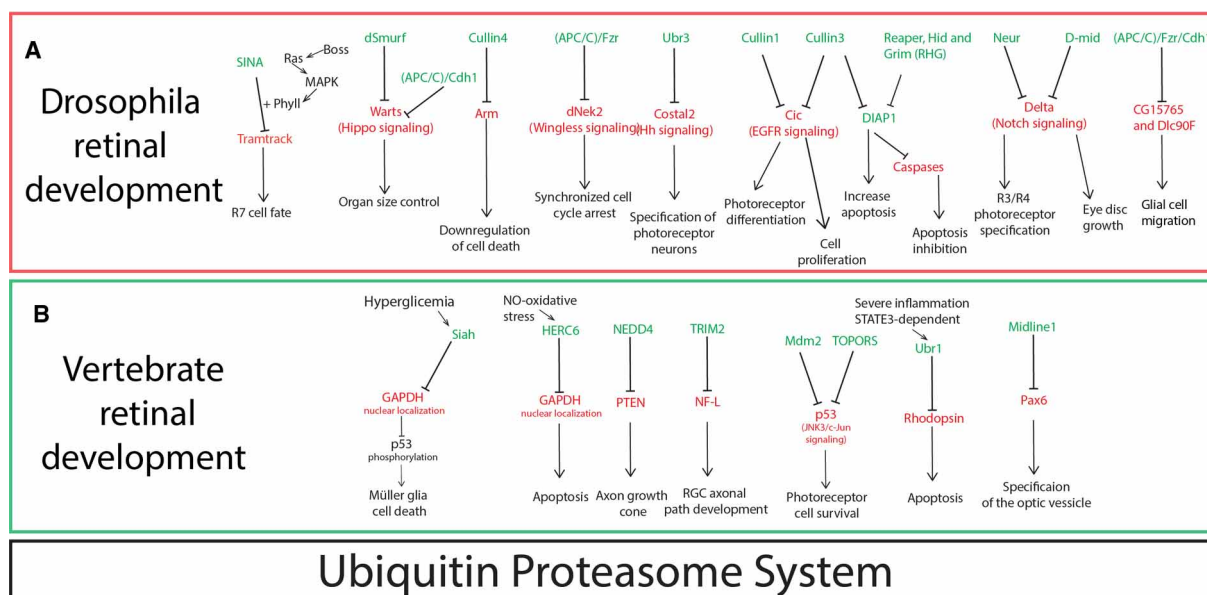 A
Drosophila
retinal
development
SINA
Boss
Ras
MAPK
+ Phyll
Tramtrack
R7 cell fate
dSmurf
(APC/C)/Cdh1
Warts
(Hippo signaling)
Organ size control
Cullin4
Arm
Downregulation
of cell death
(APC/C)/Fzr
dNek2
(Wingless signaling)
Synchronized cell
cycle arrest
Ubr3
Costal2
(Hh signaling)
Specification of
photoreceptor
neurons
Cullin1
Cullin3
Cic
(EGFR signaling)
Photoreceptor
differentiation
Cell
proliferation
Reaper, Hid and
Grim (RHG)
DIAP1
Caspases
Increase
apoptosis
Apoptosis
inhibition
Neur
D-mid
Delta
(Notch signaling)
R3/R4
photoreceptor
specification
Eye disc
growth
(APC/C)/Fzr/Cdh1
CG15765
and Dlc90F
Glial cell
migration
B
Vertebrate
retinal
development
Hyperglicemia
Siah
GAPDH
nuclear localization
p53
phosphorylation
Müller glia
cell death
NO-oxidative
stress
HERC6
GAPDH
nuclear localization
Apoptosis
NEDD4
PTEN
Axon growth
cone
TRIM2
NF-L
RGC axonal
path development
Mdm2
TOPORS
p53
(JNK3/c-Jun
signaling)
Photoreceptor
cell survival
Severe inflammation
STATE3-dependent
Ubr1
Rhodopsin
Apoptosis
Midline1
Pax6
Specificaion
of the optic vessicle
Ubiquitin Proteasome System